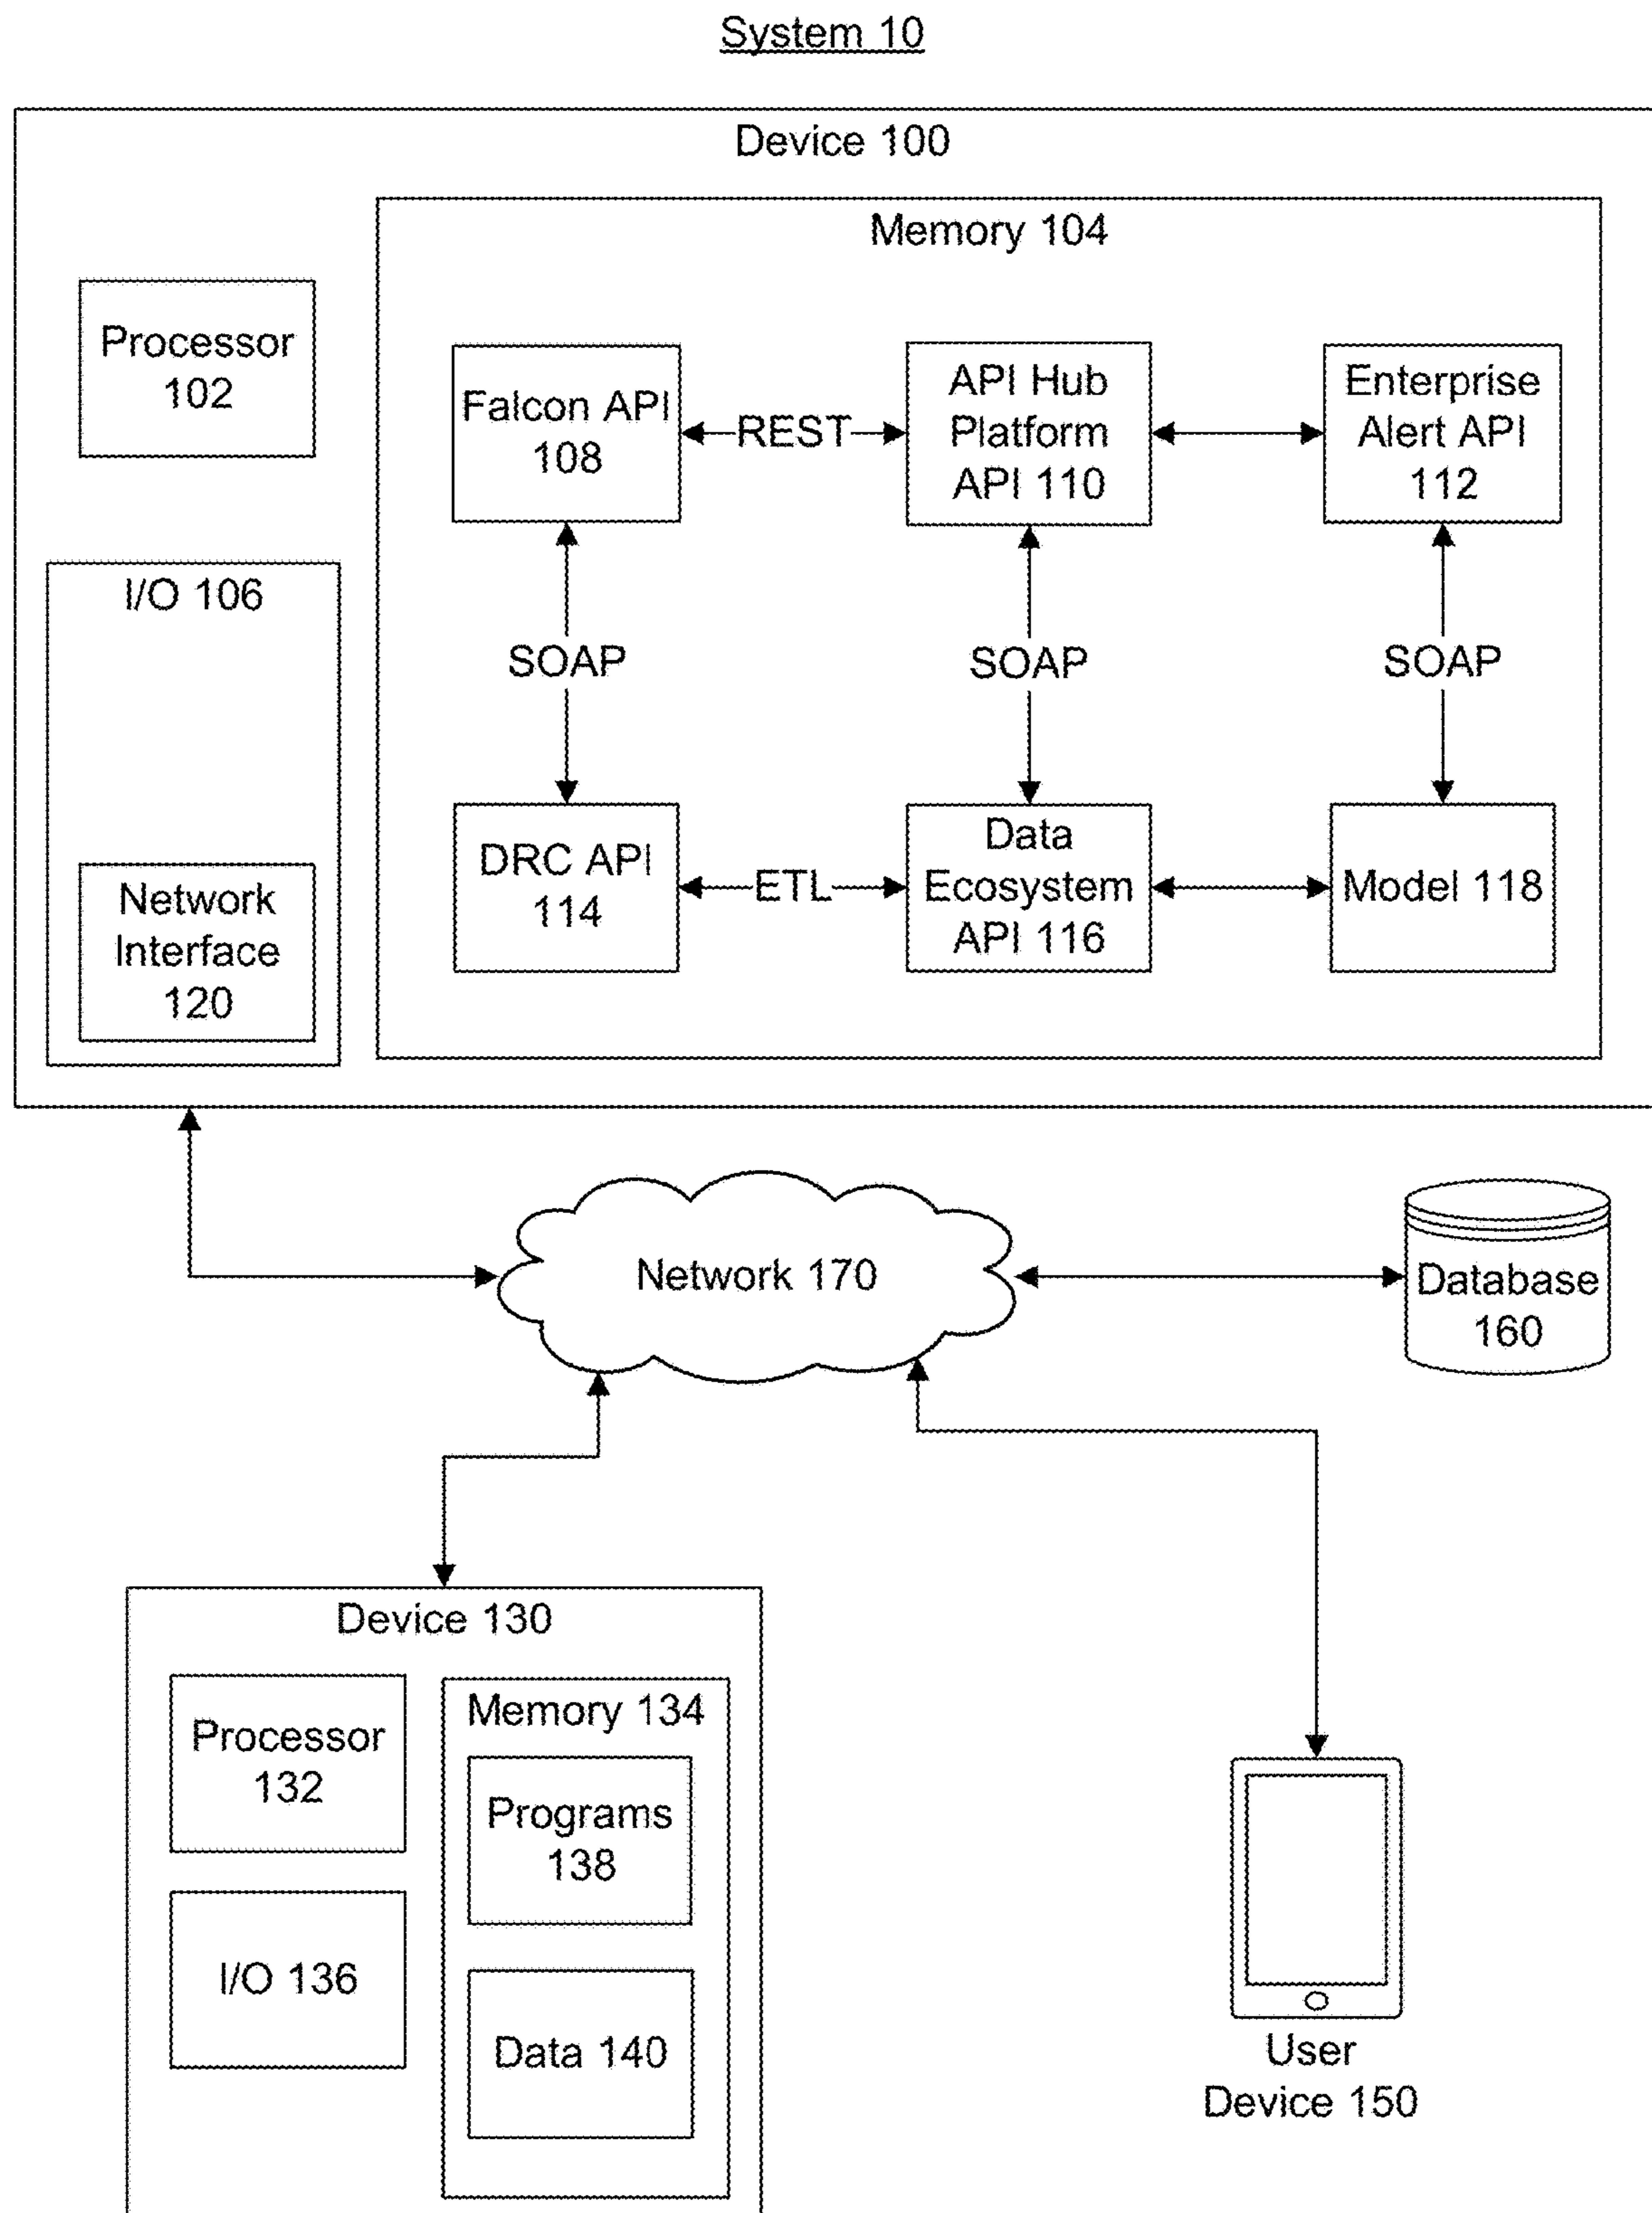 System 10
Device 100
Memory 104
Processor
102
Falcon API
108
REST
API Hub
Platform
API 110
Enterprise
Alert API
112
I/O 106
SOAP
SOAP
SOAP
Network
Interface
120
DRC API
114
ETL
Data
Ecosystem
API 116
Model 118
Network 170
Database
160
Device 130
Processor
132
Memory 134
Programs
138
I/O 136
Data 140
User
Device 150